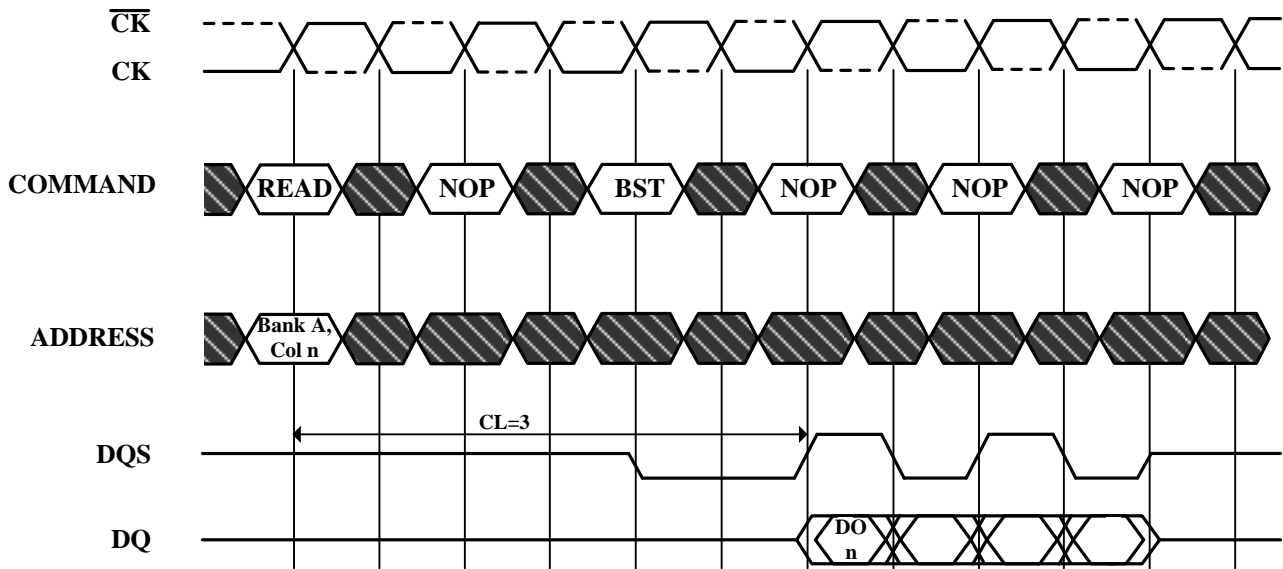 CK
CK
COMMAND READ NOP BST NOP NOP NOP
ADDRESS Bank A,
Col n
CL=3
DQS
DQ DO
n